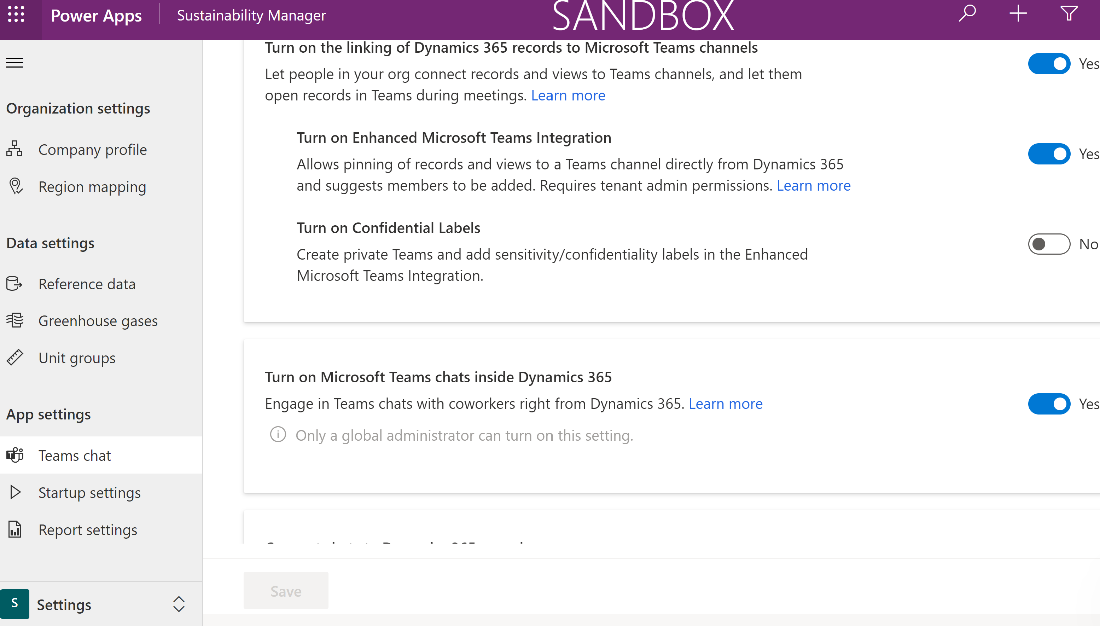 Power Apps
Sustainability Manager
SANDBOX
Organization settings
Company profile
Region mapping
Data settings
Reference data
Greenhouse gases
Unit groups
App settings
Teams chat
Startup settings
Report settings
S
Settings
Turn on the linking of Dynamics 365 records to Microsoft Teams channels
Let people in your org connect records and views to Teams channels, and let them
open records in Teams during meetings. Learn more
Yes
Turn on Enhanced Microsoft Teams Integration
Allows pinning of records and views to a Teams channel directly from Dynamics 365
and suggests members to be added. Requires tenant admin permissions. Learn more
Yes
Turn on Confidential Labels
Create private Teams and add sensitivity/confidentiality labels in the Enhanced
Microsoft Teams Integration.
No
Turn on Microsoft Teams chats inside Dynamics 365
Engage in Teams chats with coworkers right from Dynamics 365. Learn more
Only a global administrator can turn on this setting.
Yes
Save